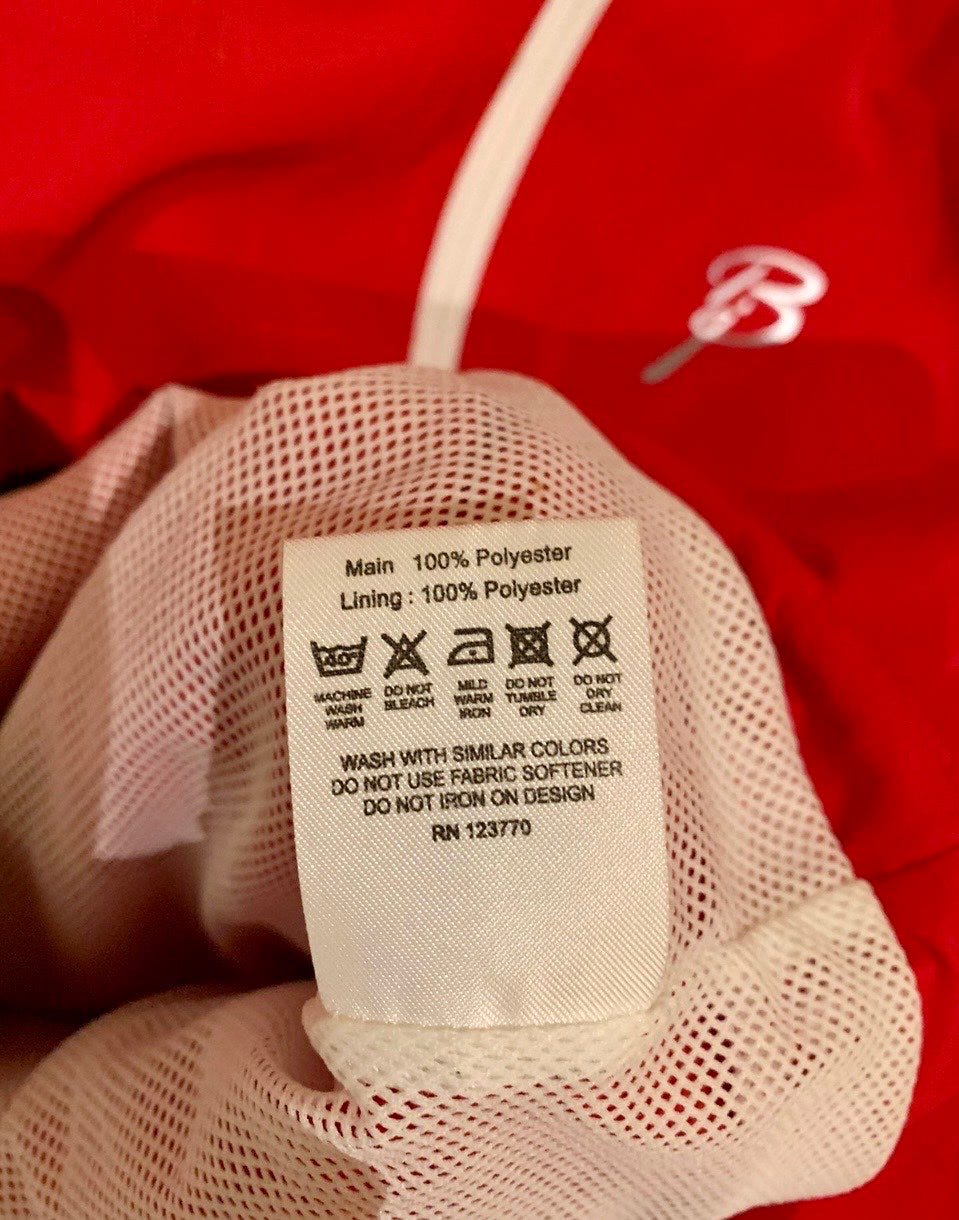 B
Main 100% Polyester
Lining : 100% Polyester
40°
MACHINE WASH WARM
DO NOT BLEACH
MILD WARM IRON
DO NOT TUMBLE DRY
DO NOT DRY CLEAN
WASH WITH SIMILAR COLORS
DO NOT USE FABRIC SOFTENER
DO NOT IRON ON DESIGN
RN 123770